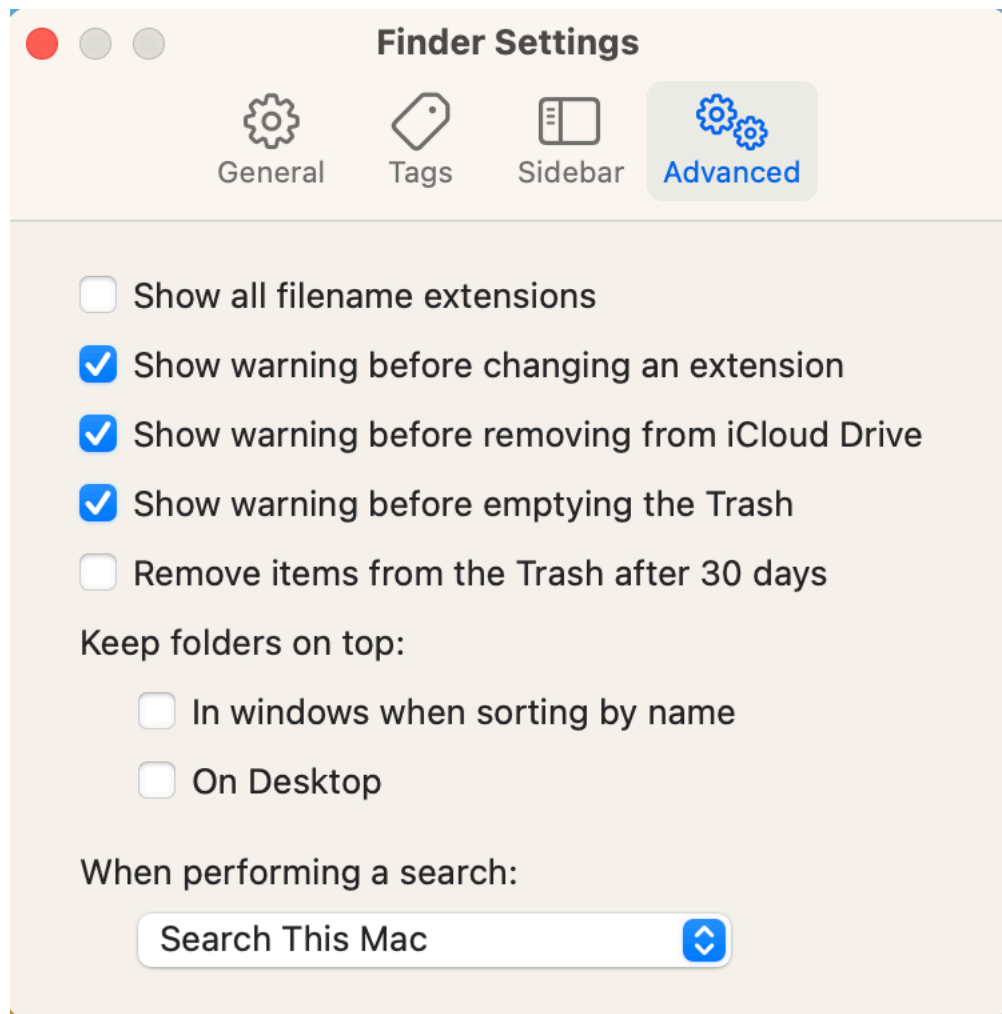 Finder Settings
General Tags Sidebar Advanced
Show all filename extensions
Show warning before changing an extension
Show warning before removing from iCloud Drive
Show warning before emptying the Trash
Remove items from the Trash after 30 days
Keep folders on top:
In windows when sorting by name
On Desktop
When performing a search:
Search This Mac